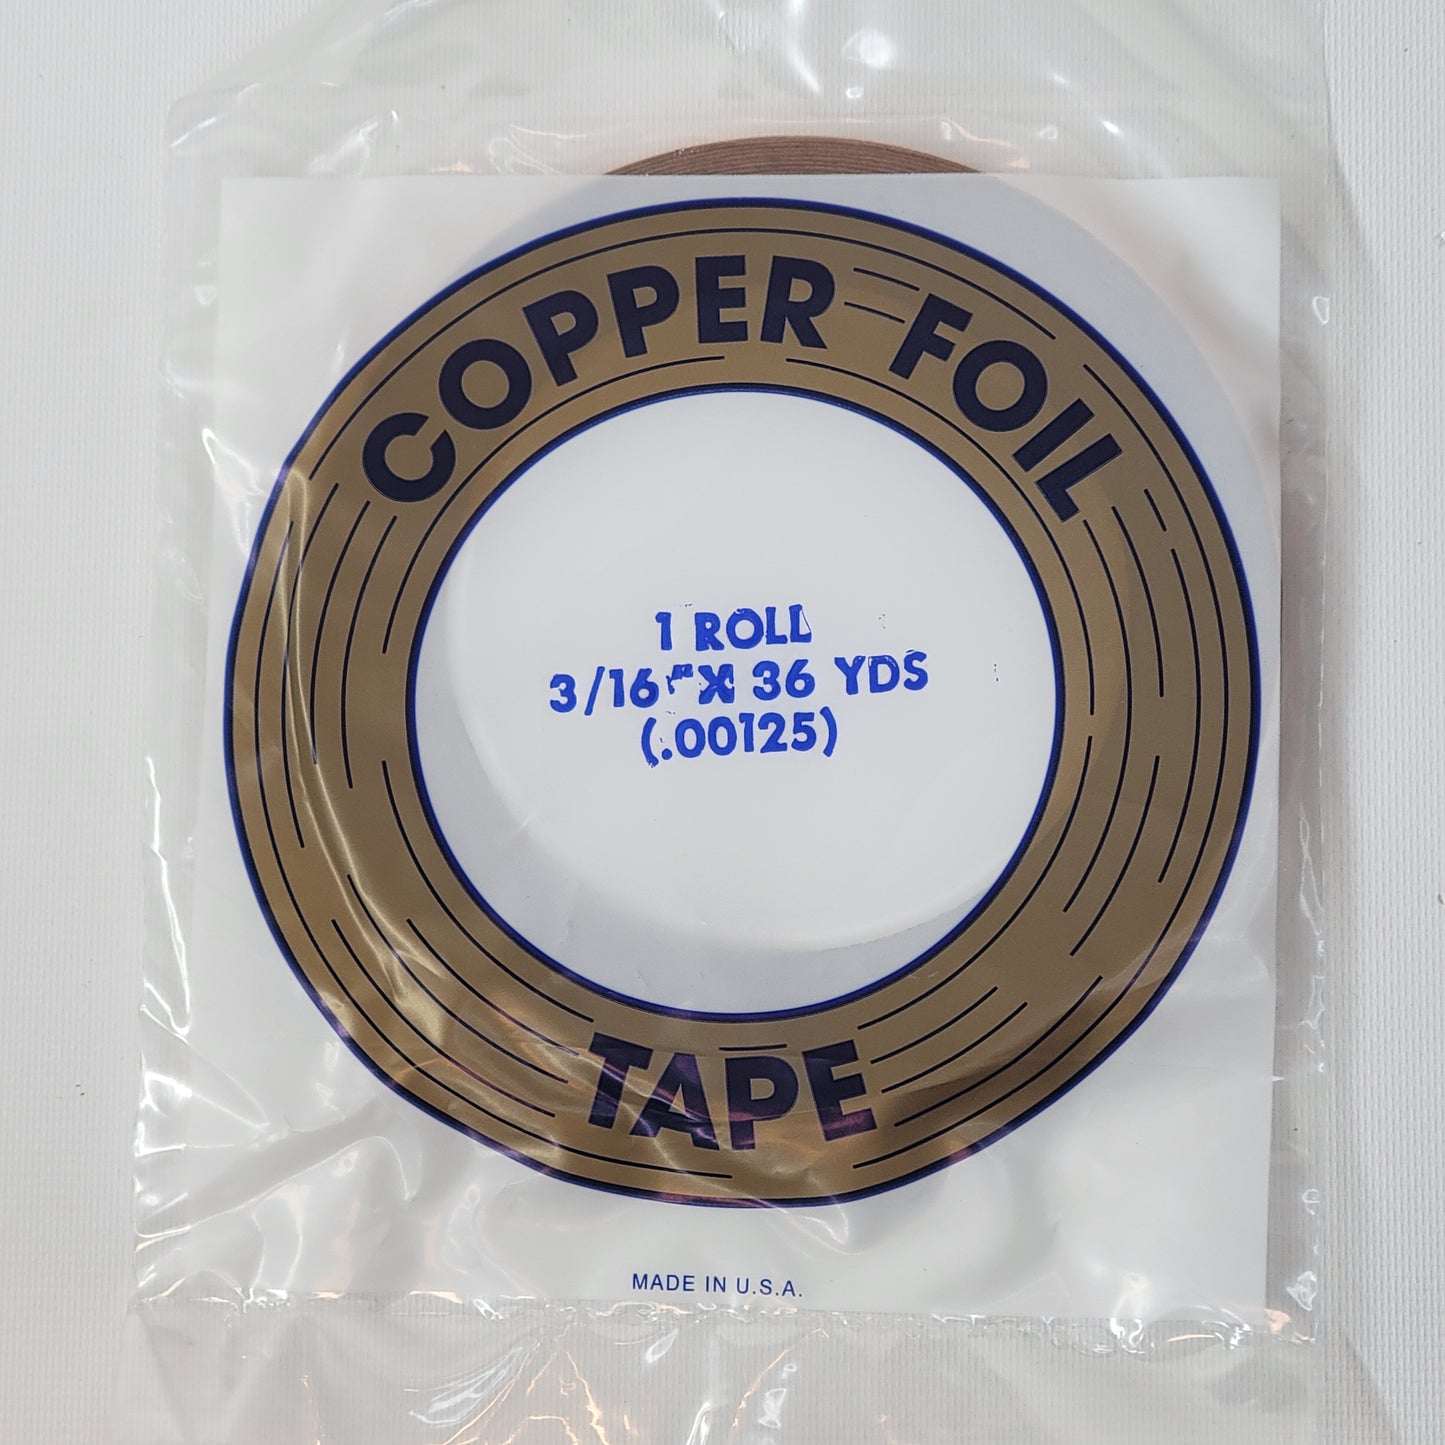 COPPER FOIL
1 ROLL
3/16" X 36 YDS
(.00125)
TAPE
MADE IN U.S.A.